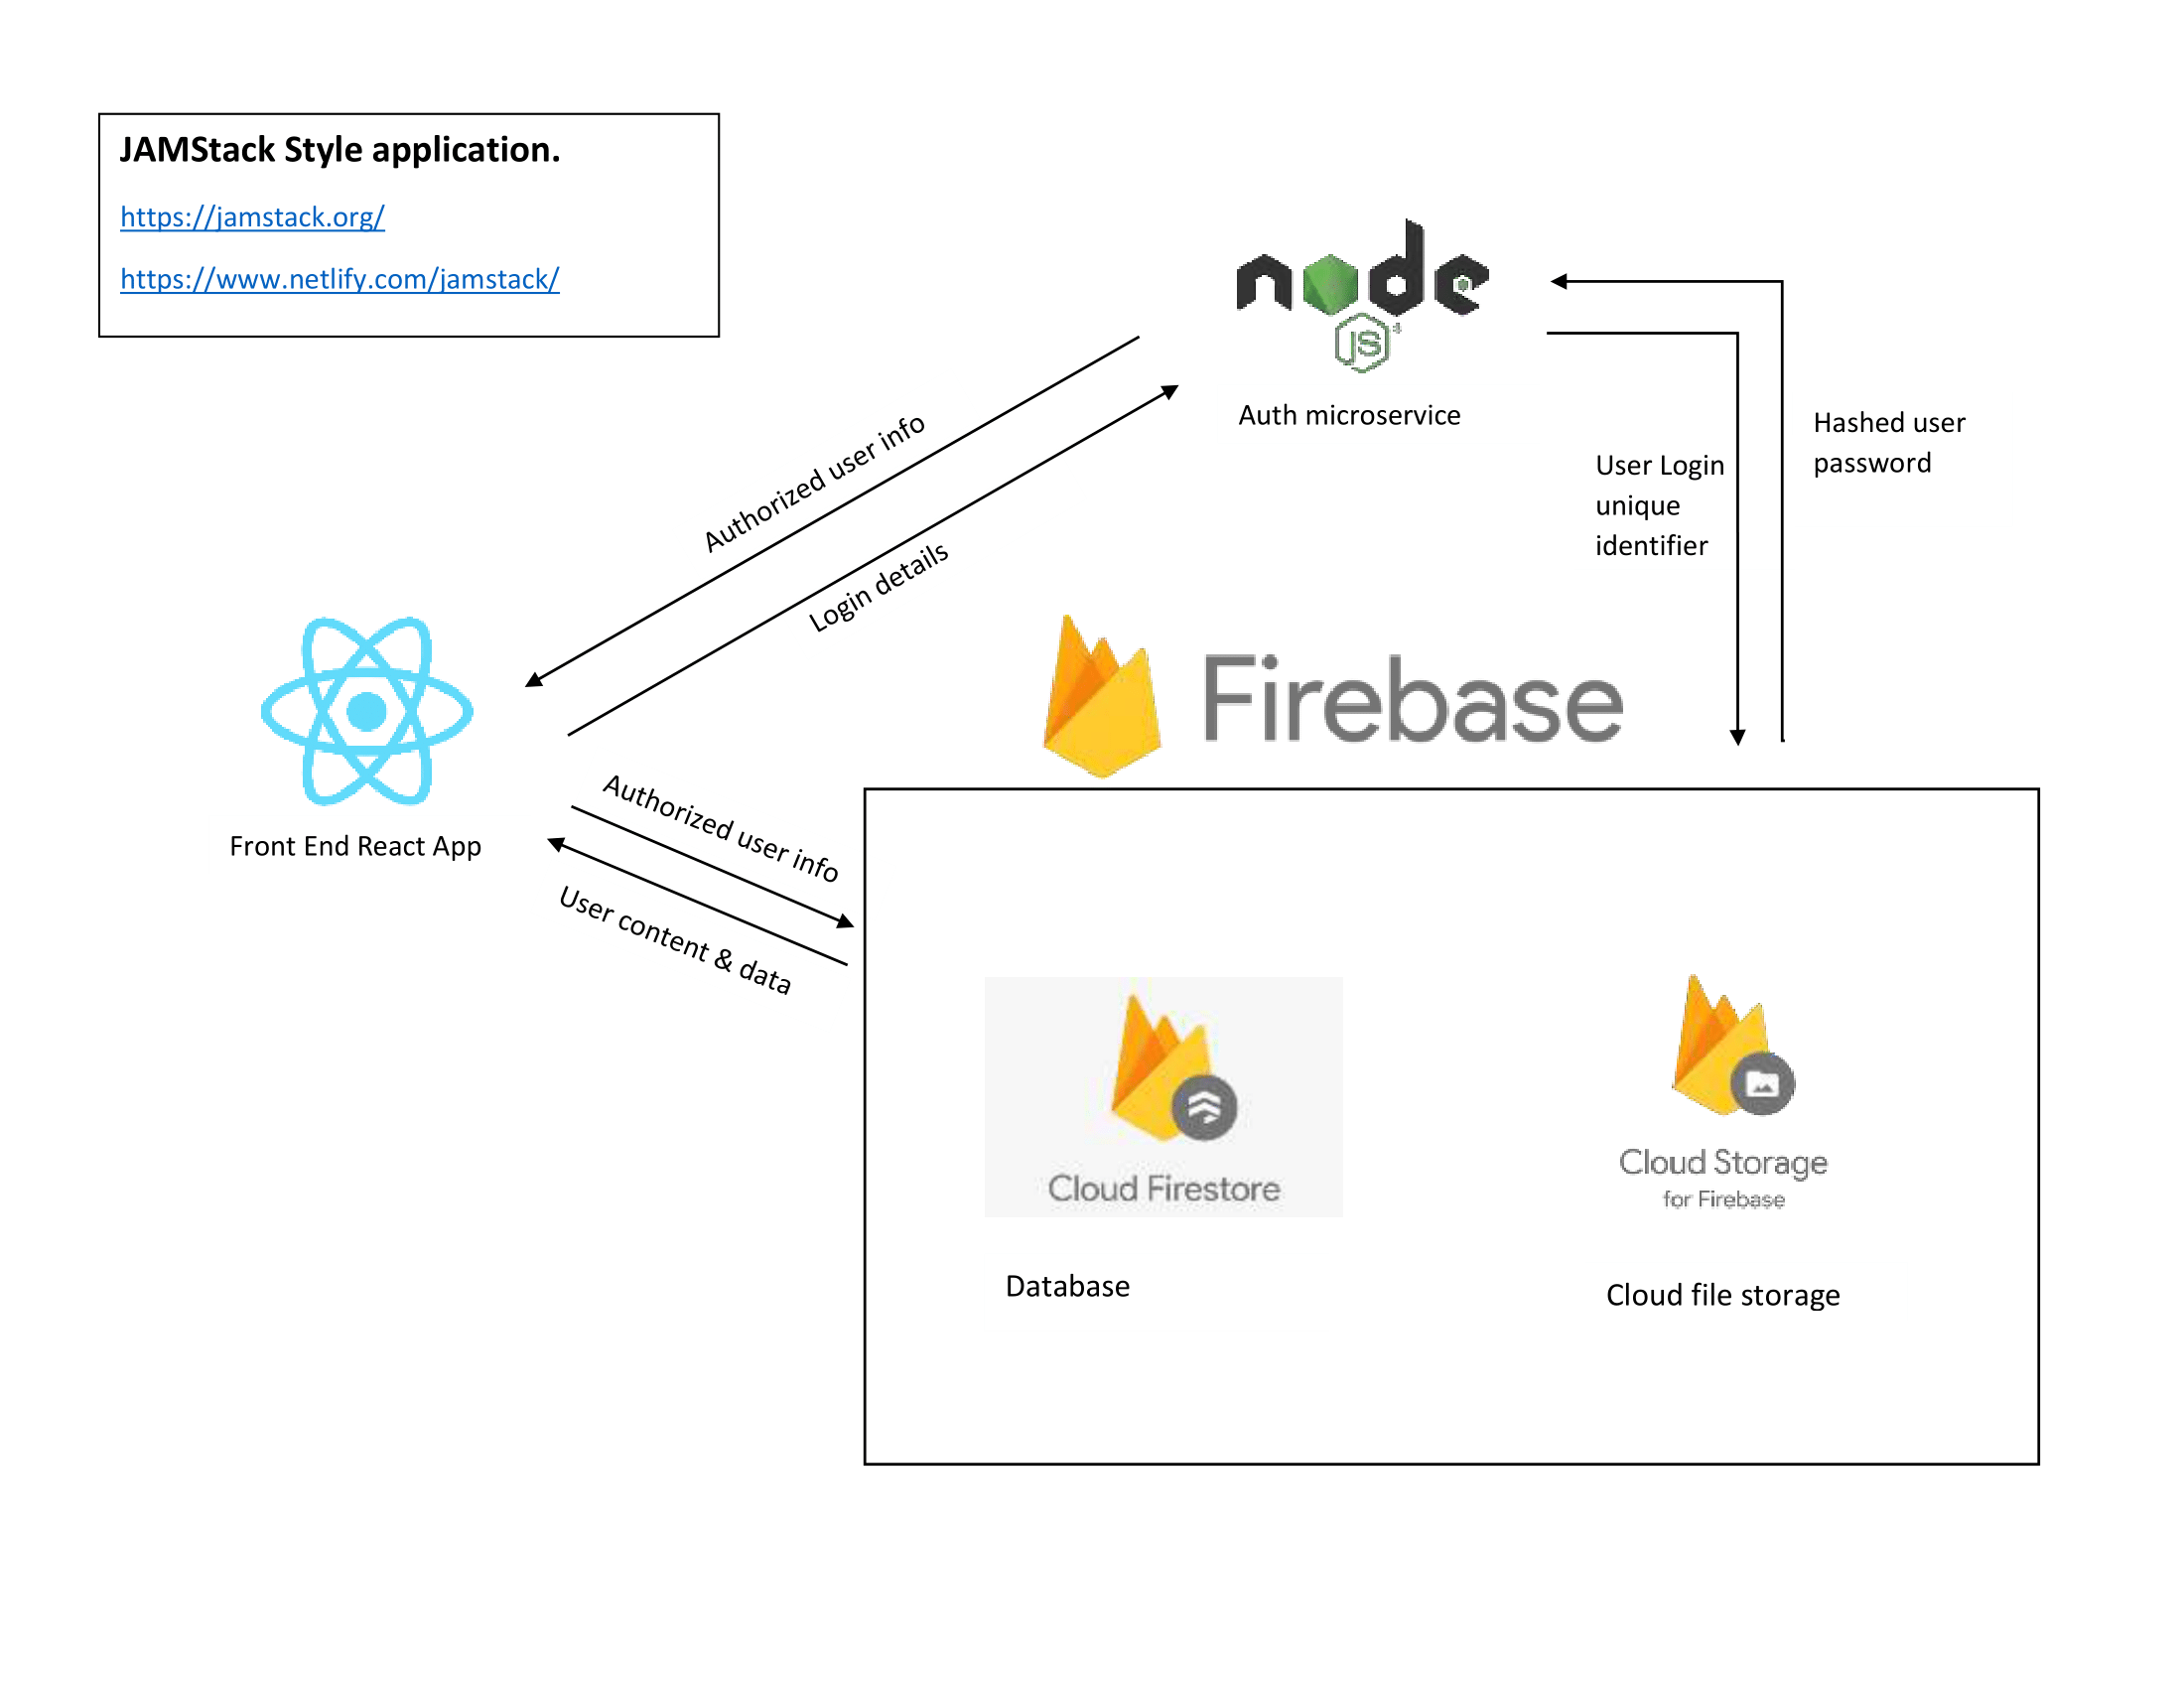 JAMStack Style application.
https://jamstack.org/
https://www.netlify.com/jamstack/
node
JS
Auth microservice
Hashed user
password
User Login
unique
identifier
Authorized user info
Login details
Firebase
Front End React App
Authorized user info
User content & data
Cloud Firestore
Cloud Storage
for Firebase
Database
Cloud file storage